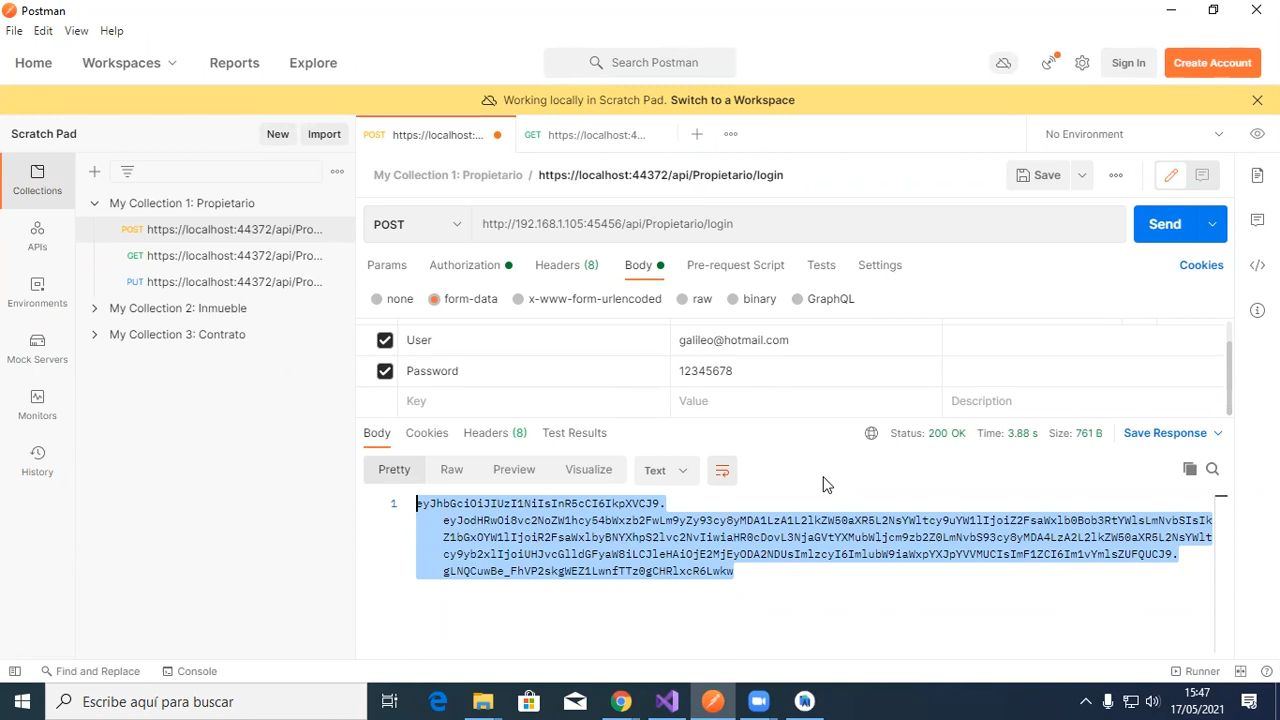 Postman
File Edit View Help
Home Workspaces Reports Explore Search Postman Sign In Create Account
Working locally in Scratch Pad. Switch to a Workspace
Scratch Pad New Import POST https://localhost:... GET https://localhost:4... No Environment
My Collection 1: Propietario / https://localhost:44372/api/Propietario/login Save
Collections
APIs
Environments
Mock Servers
Monitors
History
My Collection 1: Propietario
POST https://localhost:44372/api/Pro...
GET https://localhost:44372/api/Pro...
PUT https://localhost:44372/api/Pro...
My Collection 2: Inmueble
My Collection 3: Contrato
POST http://192.168.1.105:45456/api/Propietario/login Send
Params Authorization Headers (8) Body Pre-request Script Tests Settings Cookies
none form-data x-www-form-urlencoded raw binary GraphQL
User galileo@hotmail.com
Password 12345678
Key Value Description
Body Cookies Headers (8) Test Results Status: 200 OK Time: 3.88 s Size: 761 B Save Response
Pretty Raw Preview Visualize Text
1 eyJhbGciOiJIUzI1NiIsInR5cCI6IkpXVCJ9.
Find and Replace Console Runner
Escribe aquí para buscar 15:47
17/05/2021